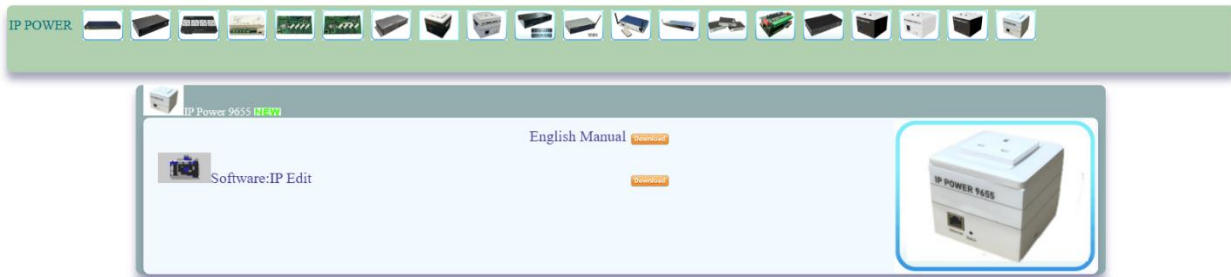 IP POWER
IP Power 9655 NEW
English Manual Download
Software:IP Edit Download
IP POWER 9655